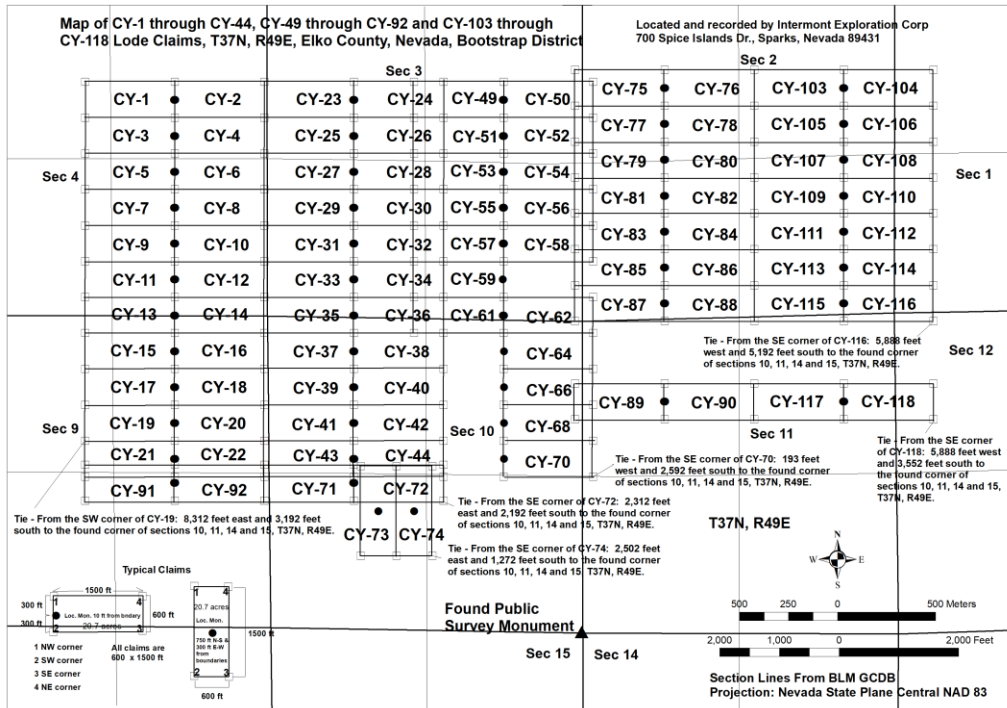 Map of CY-1 through CY-44, CY-49 through CY-92 and CY-103 through
CY-118 Lode Claims, T37N, R49E, Elko County, Nevada, Bootstrap District
Located and recorded by Intermont Exploration Corp
700 Spice Islands Dr., Sparks, Nevada 89431
Sec 3
Sec 2
CY-1 CY-2 CY-23 CY-24 CY-49 CY-50 CY-75 CY-76 CY-103 CY-104
CY-3 CY-4 CY-25 CY-26 CY-51 CY-52 CY-77 CY-78 CY-105 CY-106
CY-5 CY-6 CY-27 CY-28 CY-53 CY-54 CY-79 CY-80 CY-107 CY-108
Sec 4
Sec 1
CY-7 CY-8 CY-29 CY-30 CY-55 CY-56 CY-81 CY-82 CY-109 CY-110
CY-9 CY-10 CY-31 CY-32 CY-57 CY-58 CY-83 CY-84 CY-111 CY-112
CY-11 CY-12 CY-33 CY-34 CY-59 CY-85 CY-86 CY-113 CY-114
CY-13 CY-14 CY-35 CY-36 CY-61 CY-62 CY-87 CY-88 CY-115 CY-116
Tie - From the SE corner of CY-116: 5,888 feet
west and 5,192 feet south to the found corner
of sections 10, 11, 14 and 15, T37N, R49E.
Sec 12
CY-15 CY-16 CY-37 CY-38 CY-64
CY-17 CY-18 CY-39 CY-40 CY-66
CY-89 CY-90 CY-117 CY-118
CY-19 CY-20 CY-41 CY-42 CY-68
Sec 9
Sec 10
Sec 11
CY-21 CY-22 CY-43 CY-44 CY-70
CY-91 CY-92 CY-71 CY-72
CY-73 CY-74
Tie - From the SE corner of CY-70: 193 feet
west and 2,592 feet south to the found corner
of sections 10, 11, 14 and 15, T37N, R49E.
Tie - From the SE corner
of CY-118: 5,888 feet west
and 3,552 feet south to
the found corner of
sections 10, 11, 14 and 15,
T37N, R49E.
Tie - From the SW corner of CY-19: 8,312 feet east and 3,192 feet
south to the found corner of sections 10, 11, 14 and 15, T37N, R49E.
Tie - From the SE corner of CY-72: 2,312 feet
east and 2,192 feet south to the found corner
of sections 10, 11, 14 and 15, T37N, R49E.
Tie - From the SE corner of CY-74: 2,502 feet
east and 1,272 feet south to the found corner
of sections 10, 11, 14 and 15, T37N, R49E.
T37N, R49E
N
W E
S
Typical Claims
1500 ft
300 ft
300 ft
1 4
Loc. Mon. 10 ft from bndary
20.7 acres
2 3
600 ft
1 NW corner
2 SW corner
3 SE corner
4 NE corner
All claims are
600 x 1500ft
1 4
20.7 acres
Loc. Mon.
750 ft N-S &
300 ft E-W
from
boundaries
2 3
1500 ft
600 ft
Found Public
Survey Monument
Sec 15 Sec 14
500 250 0 500 Meters
2,000 1,000 0 2,000 Feet
Section Lines From BLM GCDB
Projection: Nevada State Plane Central NAD 83